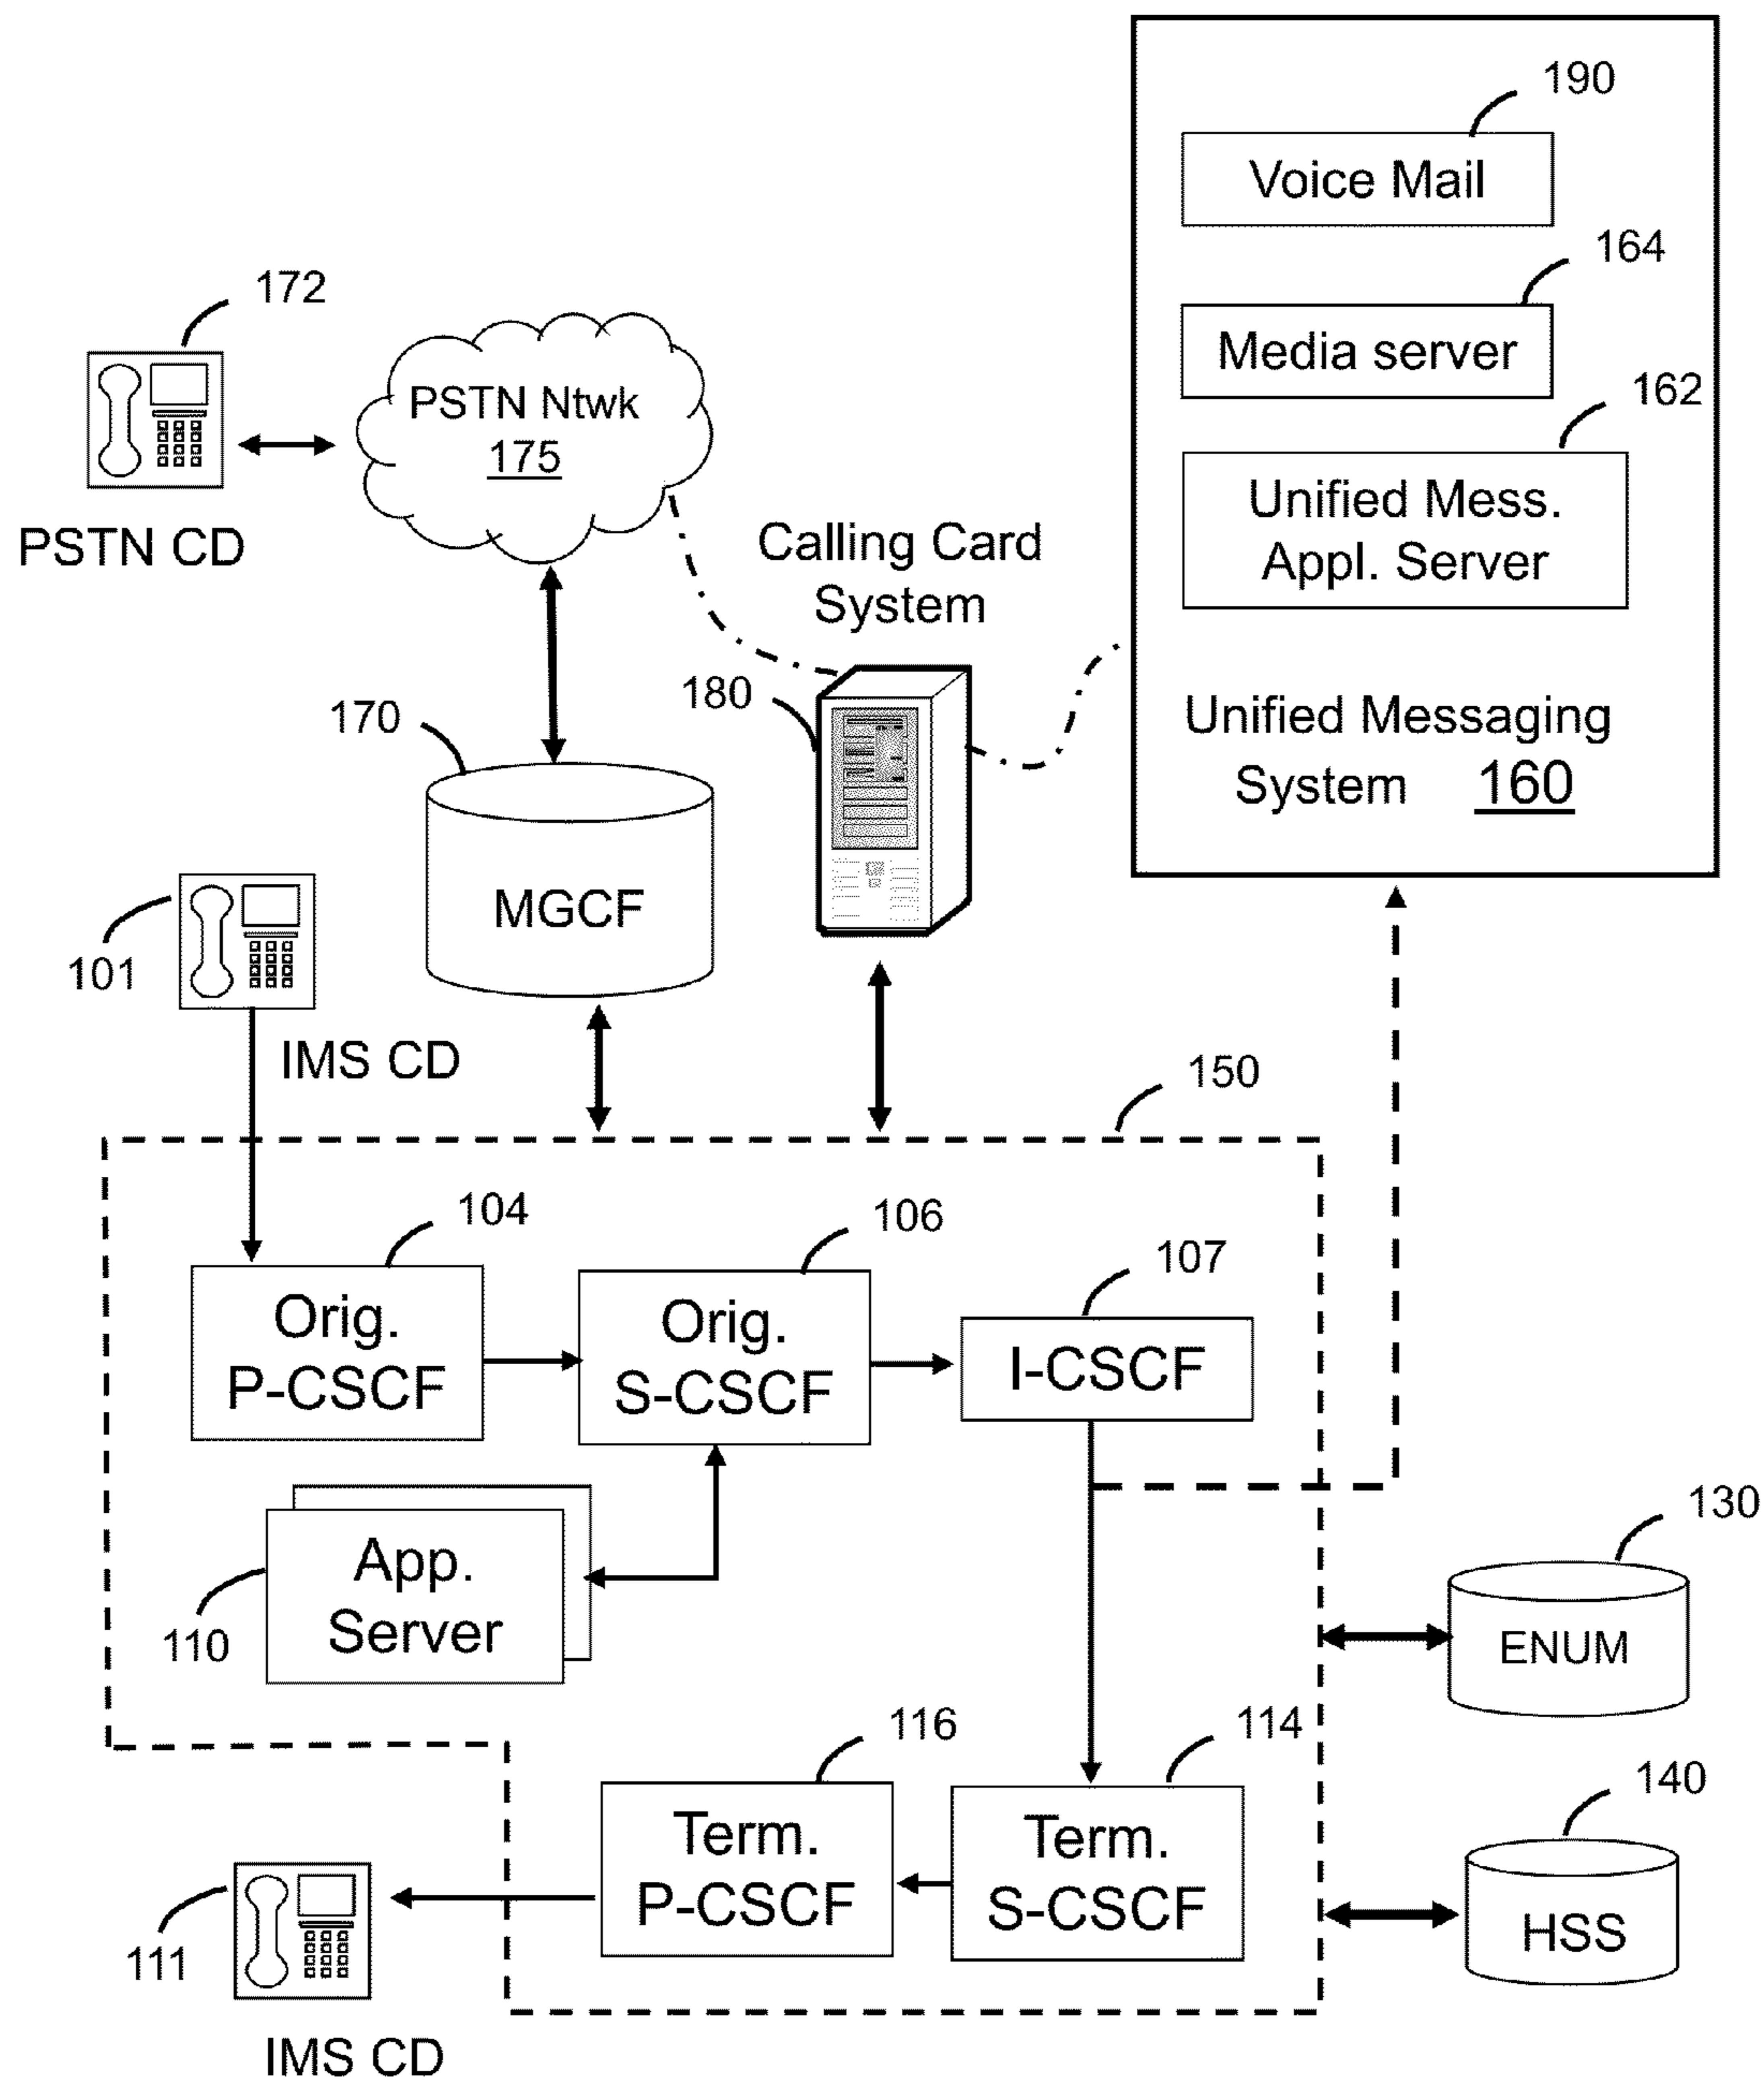 190
Voice Mail
164
Media server
162
Unified Mess.
Appl. Server
Unified Messaging
System 160
172
PSTN Ntwk
175
PSTN CD
Calling Card
System
180
170
MGCF
101
IMS CD
150
104
106
107
Orig.
P-CSCF
Orig.
S-CSCF
I-CSCF
110
App.
Server
130
ENUM
116
114
Term.
P-CSCF
Term.
S-CSCF
140
HSS
111
IMS CD